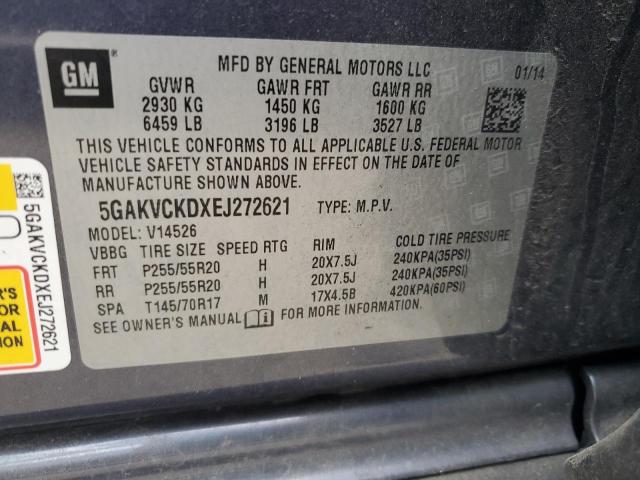 GM
MFD BY GENERAL MOTORS LLC 01/14
GVWR GAWR FRT GAWR RR
2930 KG 1450 KG 1600 KG
6459 LB 3196 LB 3527 LB
THIS VEHICLE CONFORMS TO ALL APPLICABLE U.S. FEDERAL MOTOR
VEHICLE SAFETY STANDARDS IN EFFECT ON THE DATE OF
MANUFACTURE SHOWN ABOVE.
5GAKVCKDXEJ272621 TYPE: M.P.V.
MODEL: V14526
VBBG TIRE SIZE SPEED RTG RIM COLD TIRE PRESSURE
FRT P255/55R20 H 20X7.5J 240KPA(35PSI)
RR P255/55R20 H 20X7.5J 240KPA(35PSI)
SPA T145/70R17 M 17X4.5B 420KPA(60PSI)
SEE OWNER'S MANUAL FOR MORE INFORMATION.
5GAKVCKDXEJ272621
R'S
FOR
AL
TION